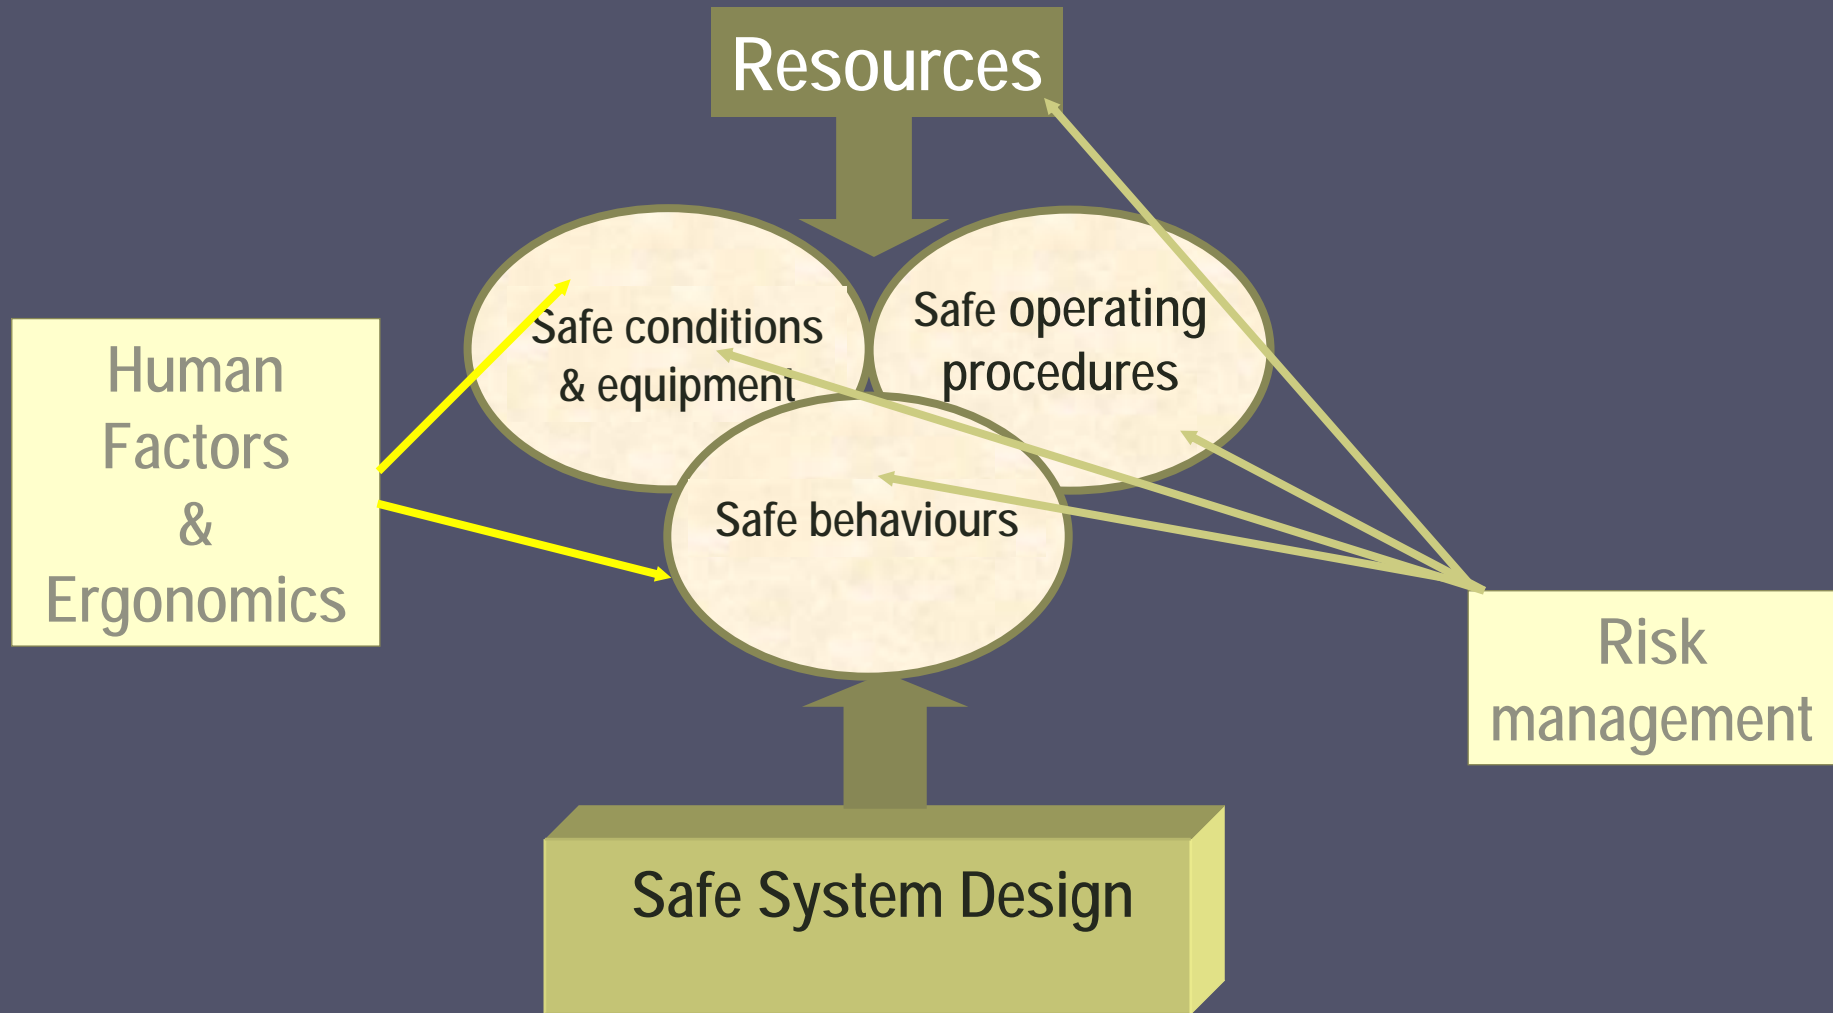 Resources
Safe conditions
& equipment
Safe operating
procedures
Safe behaviours
Human
Factors
&
Ergonomics
Risk
management
Safe System Design